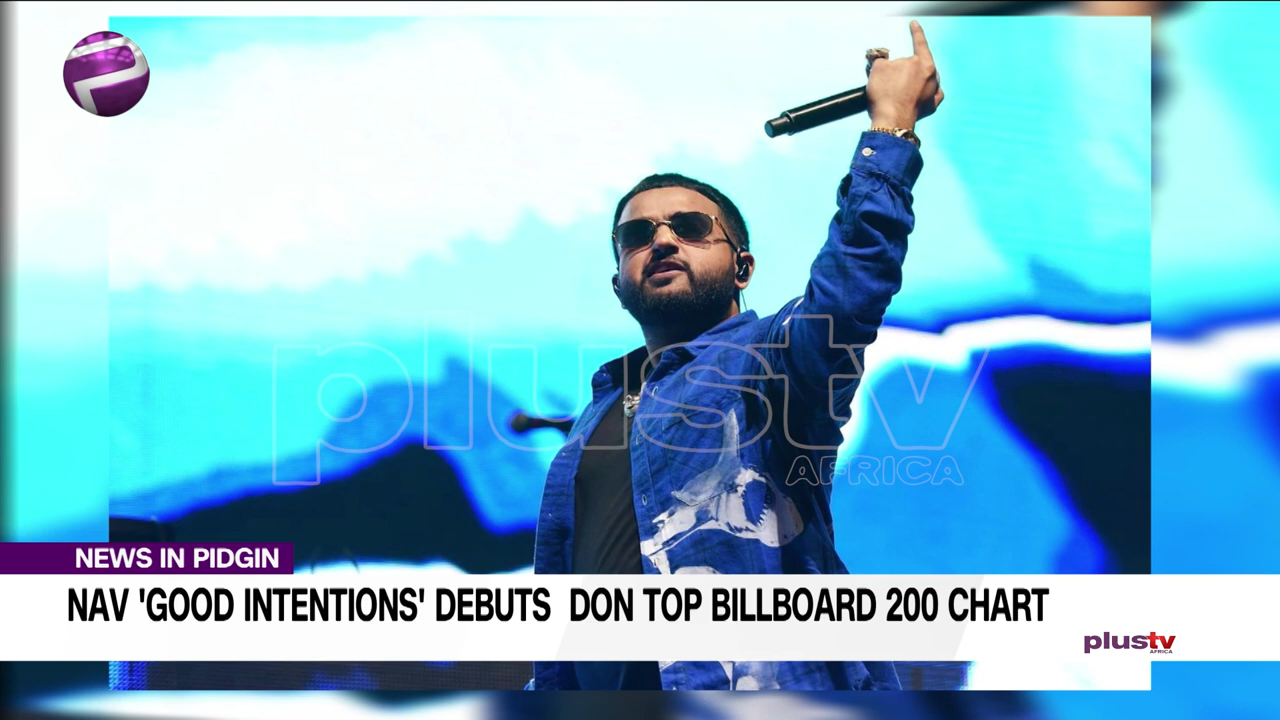 plustv
AFRICA
NEWS IN PIDGIN
NAV 'GOOD INTENTIONS' DEBUTS DON TOP BILLBOARD 200 CHART
plustv
AFRICA